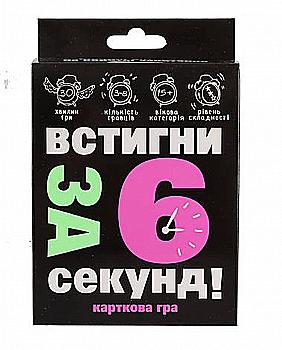 30 3-6 15+
хвилин гри кількість гравців вікова категорія рівень складності
ВСТИГНИ
ЗА 6
СЕКУНД!
карткова гра